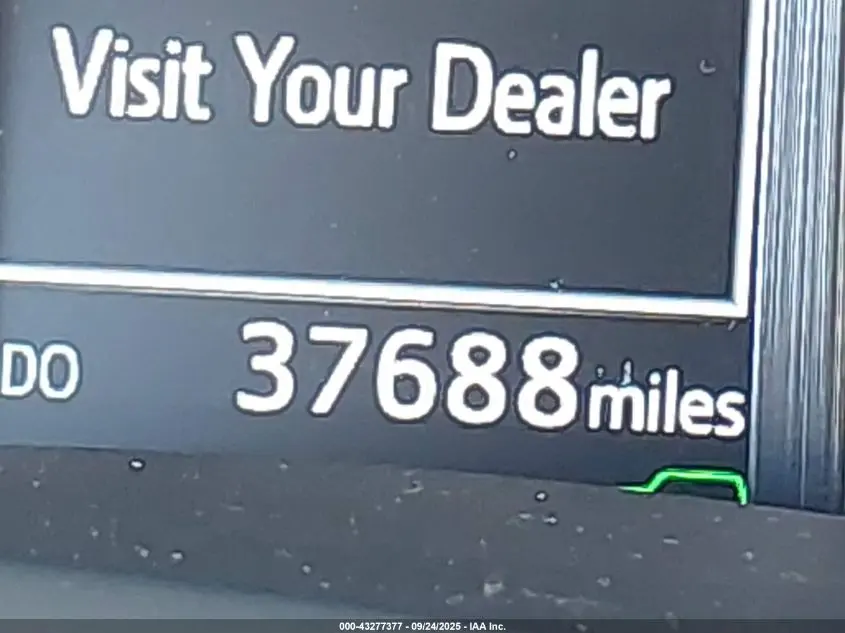 Visit Your Dealer
DO 37688 miles
000-43277377 - 09/24/2025 - IAA Inc.